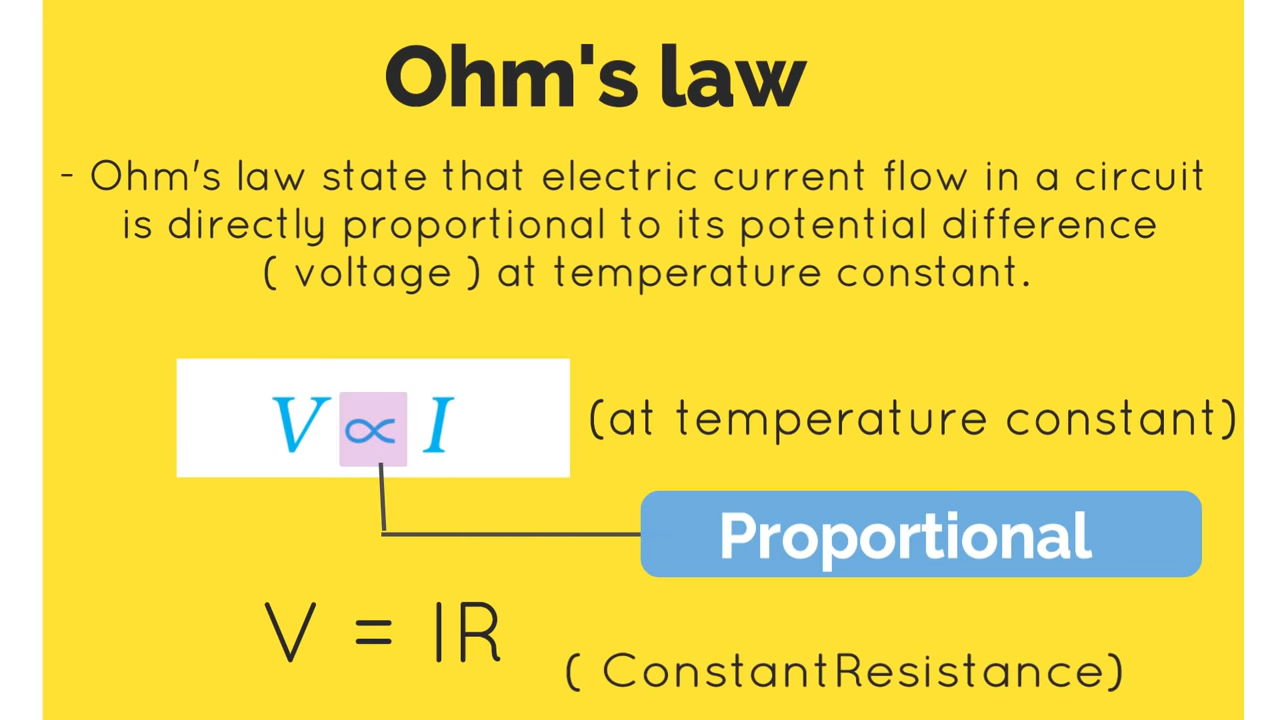 Ohm's law
- Ohm's law state that electric current flow in a circuit
is directly proportional to its potential difference
( voltage ) at temperature constant.
V ∝ I (at temperature constant)
Proportional
V = IR
( ConstantResistance)